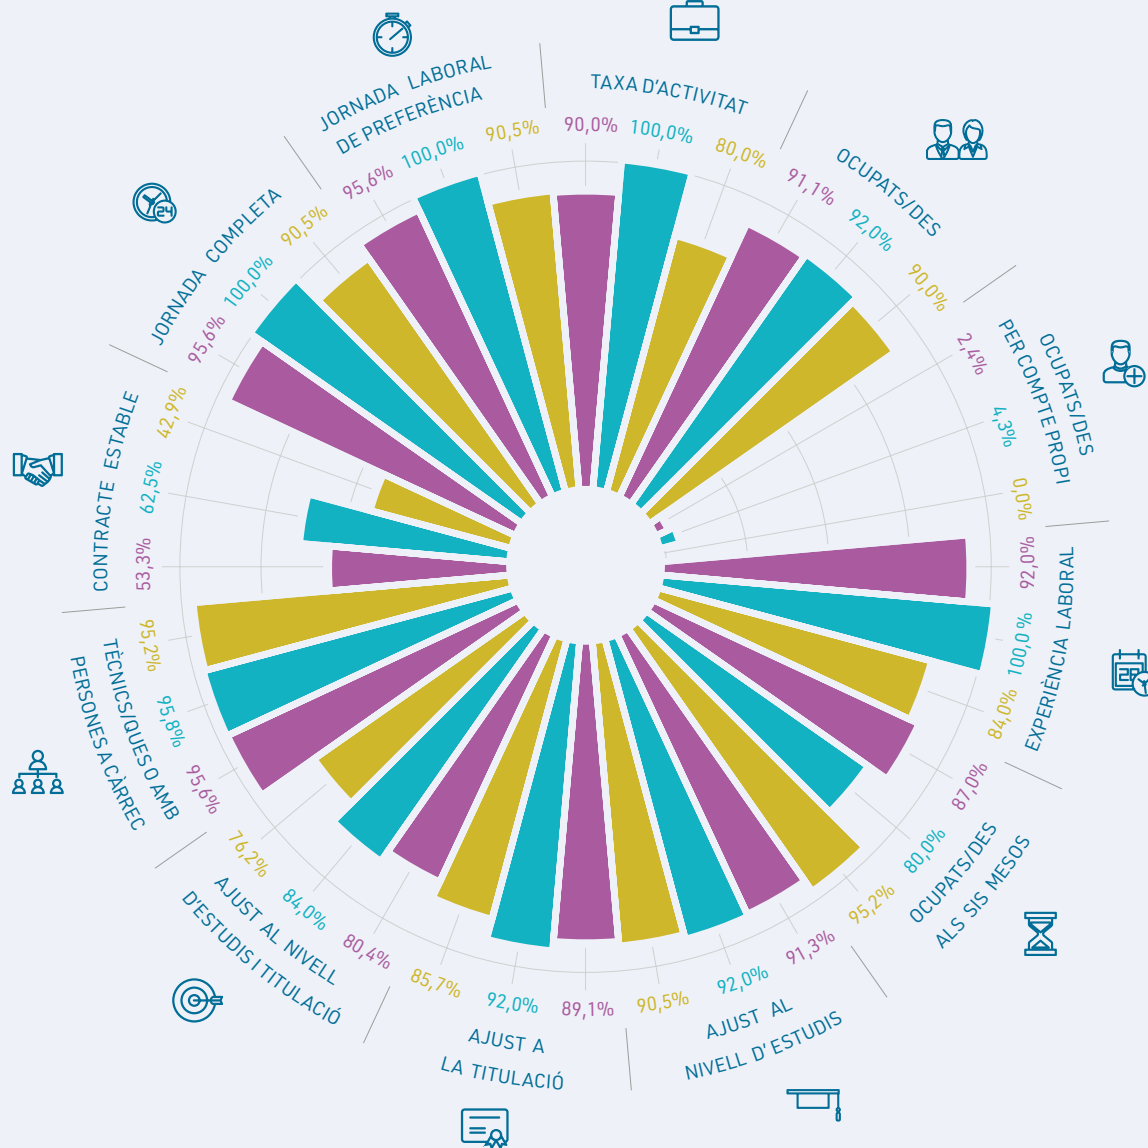 TAXA D'ACTIVITAT
90,0%
100,0%
80,0%
OCUPATS/DES
91,1%
92,0%
90,0%
OCUPATS/DES
PER COMPTE PROPI
2,4%
4,3%
0,0%
EXPERIÈNCIA LABORAL
92,0%
100,0 %
84,0%
OCUPATS/DES
ALS SIS MESOS
87,0%
80,0%
95,2%
AJUST AL
NIVELL D'ESTUDIS
91,3%
92,0%
90,5%
AJUST A
LA TITULACIÓ
89,1%
92,0%
85,7%
AJUST AL NIVELL
D'ESTUDIS I TITULACIÓ
80,4%
84,0%
76,2%
TÈCNICS/QUES O AMB
PERSONES A CÀRREC
95,6%
95,8%
95,2%
CONTRACTE ESTABLE
53,3%
62,5%
42,9%
JORNADA COMPLETA
95,6%
100,0%
90,5%
24
JORNADA LABORAL
DE PREFERÈNCIA
95,6%
100,0%
90,5%